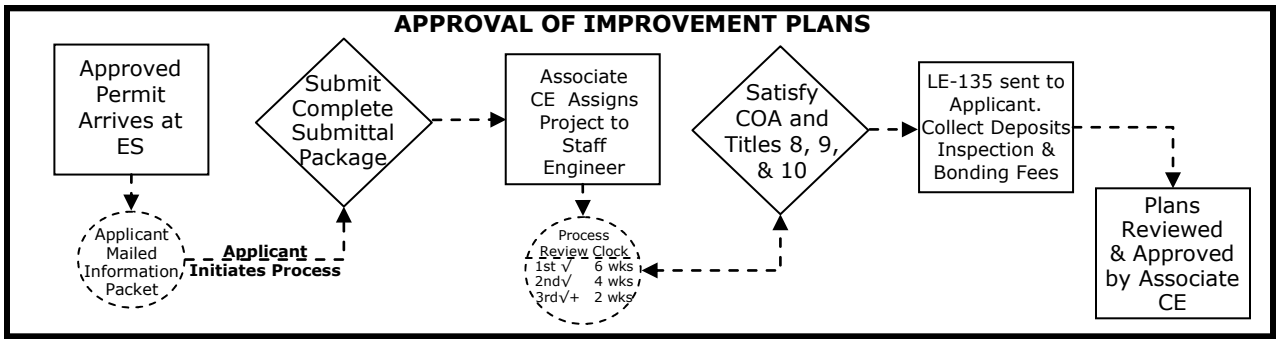 APPROVAL OF IMPROVEMENT PLANS
Approved
Permit
Arrives at
ES
Applicant
Mailed
Information
Packet
Applicant
Initiates Process
Submit
Complete
Submittal
Package
Associate
CE Assigns
Project to
Staff
Engineer
Process
Review Clock
1st √ 6 wks
2nd√ 4 wks
3rd√+ 2 wks
Satisfy
COA and
Titles 8, 9,
& 10
LE-135 sent to
Applicant.
Collect Deposits
Inspection &
Bonding Fees
Plans
Reviewed
& Approved
by Associate
CE